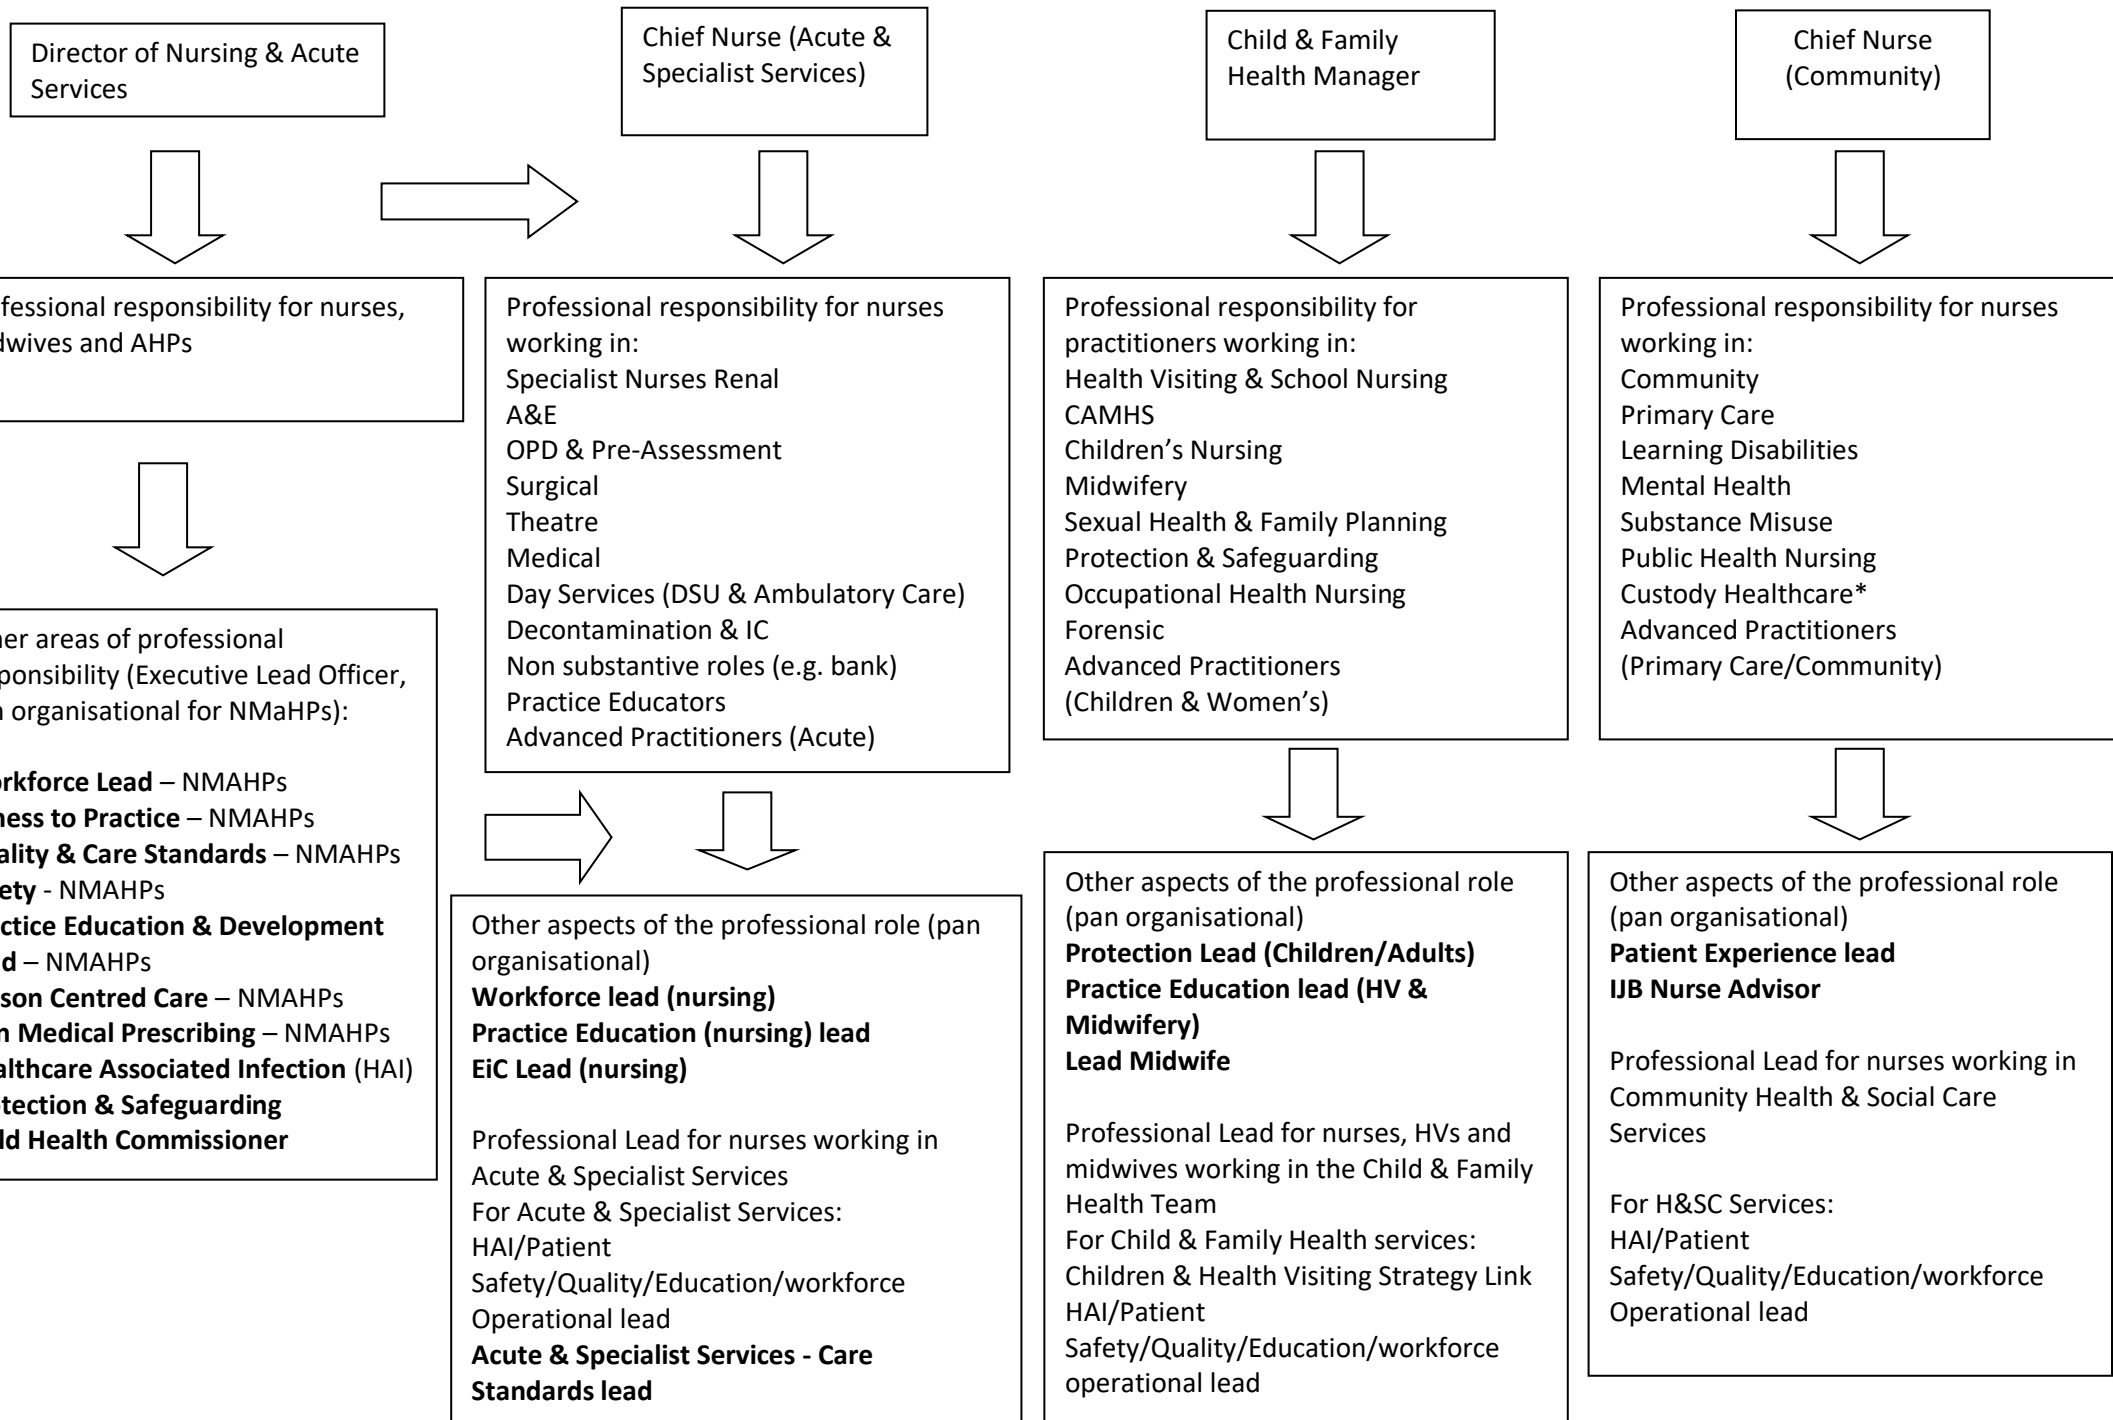 Director of Nursing & Acute
Services
Chief Nurse (Acute &
Specialist Services)
Child & Family
Health Manager
Chief Nurse
(Community)
ofessional responsibility for nurses,
dwives and AHPs
ner areas of professional
ponsibility (Executive Lead Officer,
n organisational for NMaHPs):
orkforce Lead – NMAHPs
ness to Practice – NMAHPs
ality & Care Standards – NMAHPs
ety - NMAHPs
ctice Education & Development
d – NMAHPs
son Centred Care – NMAHPs
n Medical Prescribing – NMAHPs
althcare Associated Infection (HAI)
tection & Safeguarding
ld Health Commissioner
Professional responsibility for nurses
working in:
Specialist Nurses Renal
A&E
OPD & Pre-Assessment
Surgical
Theatre
Medical
Day Services (DSU & Ambulatory Care)
Decontamination & IC
Non substantive roles (e.g. bank)
Practice Educators
Advanced Practitioners (Acute)
Other aspects of the professional role (pan
organisational)
Workforce lead (nursing)
Practice Education (nursing) lead
EiC Lead (nursing)
Professional Lead for nurses working in
Acute & Specialist Services
For Acute & Specialist Services:
HAI/Patient
Safety/Quality/Education/workforce
Operational lead
Acute & Specialist Services - Care
Standards lead
Professional responsibility for
practitioners working in:
Health Visiting & School Nursing
CAMHS
Children’s Nursing
Midwifery
Sexual Health & Family Planning
Protection & Safeguarding
Occupational Health Nursing
Forensic
Advanced Practitioners
(Children & Women’s)
Other aspects of the professional role
(pan organisational)
Protection Lead (Children/Adults)
Practice Education lead (HV &
Midwifery)
Lead Midwife
Professional Lead for nurses, HVs and
midwives working in the Child & Family
Health Team
For Child & Family Health services:
Children & Health Visiting Strategy Link
HAI/Patient
Safety/Quality/Education/workforce
operational lead
Professional responsibility for nurses
working in:
Community
Primary Care
Learning Disabilities
Mental Health
Substance Misuse
Public Health Nursing
Custody Healthcare*
Advanced Practitioners
(Primary Care/Community)
Other aspects of the professional role
(pan organisational)
Patient Experience lead
IJB Nurse Advisor
Professional Lead for nurses working in
Community Health & Social Care
Services
For H&SC Services:
HAI/Patient
Safety/Quality/Education/workforce
Operational lead